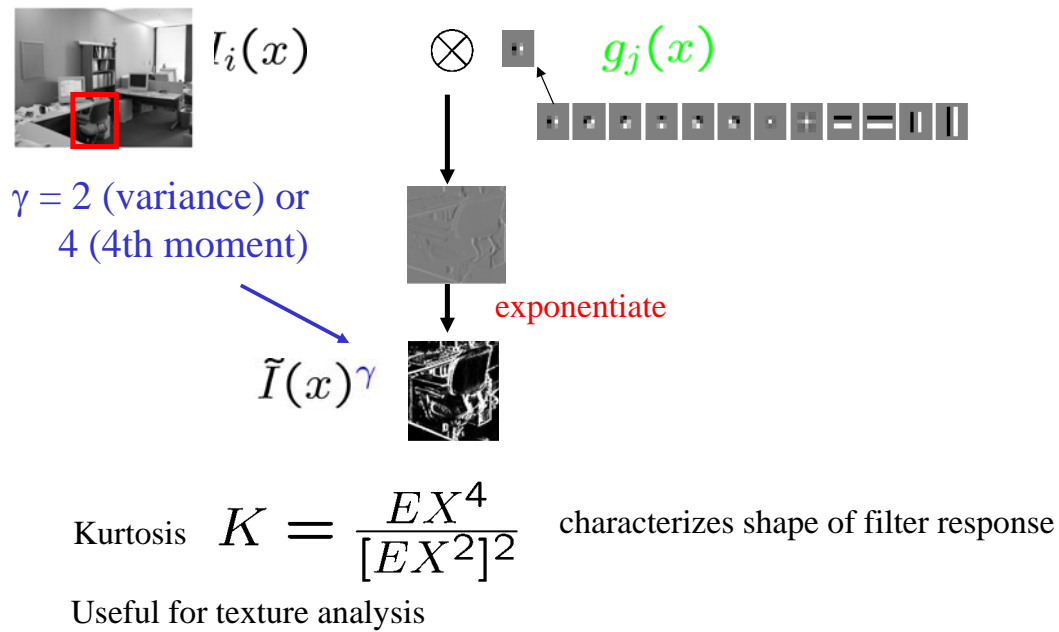 I_i(x) ⊗ g_j(x)
γ = 2 (variance) or
4 (4th moment)
exponentiate
Ĩ(x)^γ
Kurtosis K = EX^4 / [EX^2]^2 characterizes shape of filter response
Useful for texture analysis